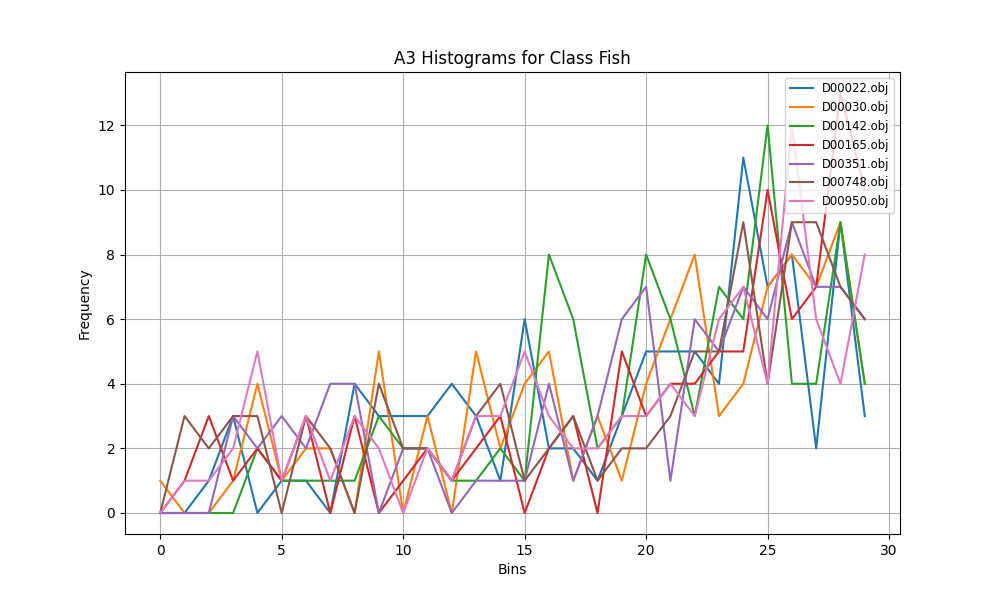 A3 Histograms for Class Fish
D00022.obj
D00030.obj
D00142.obj
D00165.obj
D00351.obj
D00748.obj
D00950.obj
12
10
8
6
4
2
0
Frequency
0 5 10 15 20 25 30
Bins